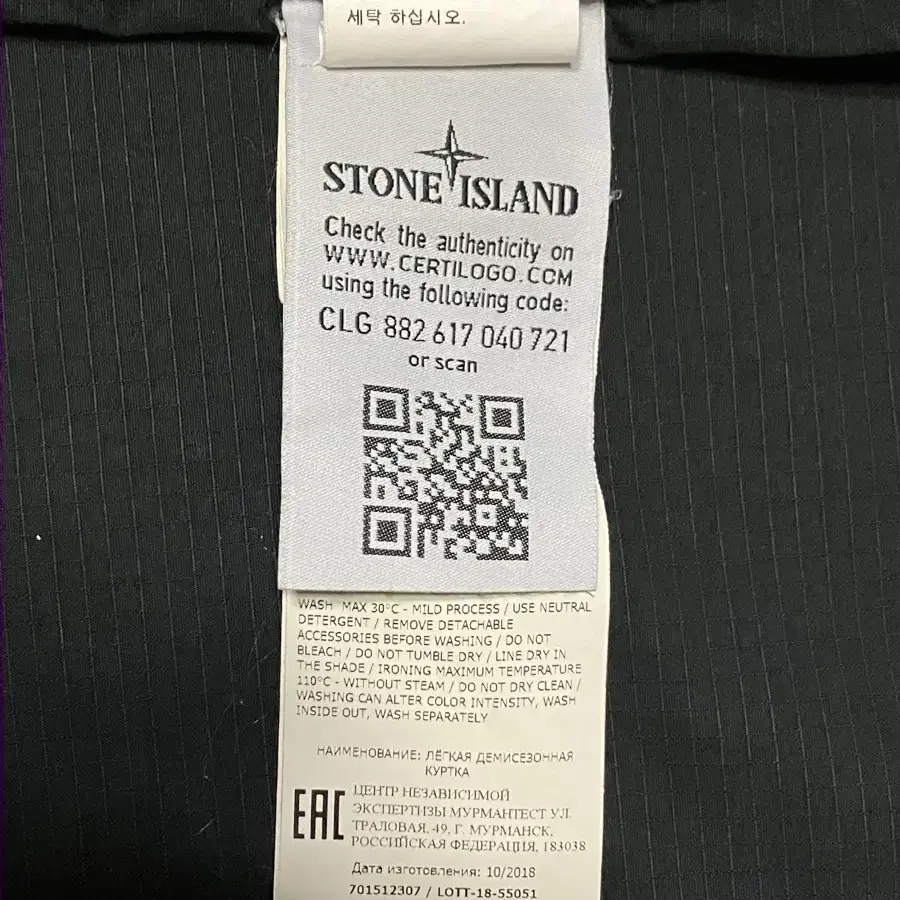 세탁 하십시오.
STONE ISLAND
Check the authenticity on
WWW.CERTILOGO.COM
using the following code:
CLG 882 617 040 721
or scan
WASH MAX 30°C - MILD PROCESS / USE NEUTRAL
DETERGENT / REMOVE DETACHABLE
ACCESSORIES BEFORE WASHING / DO NOT
BLEACH / DO NOT TUMBLE DRY / LINE DRY IN
THE SHADE / IRONING MAXIMUM TEMPERATURE
110°C - WITHOUT STEAM / DO NOT DRY CLEAN /
WASHING CAN ALTER COLOR INTENSITY, WASH
INSIDE OUT, WASH SEPARATELY
НАИМЕНОВАНИЕ: ЛЁГКАЯ ДЕМИСЕЗОННАЯ
КУРТКА
EAC
ЦЕНТР НЕЗАВИСИМОЙ
ЭКСПЕРТИЗЫ МУРМАНТЕСТ УЛ.
ТРАЛОВАЯ, 49, Г. МУРМАНСК,
РОССИЙСКАЯ ФЕДЕРАЦИЯ, 183038
Дата изготовления: 10/2018
701512307 / LOTT-18-55051